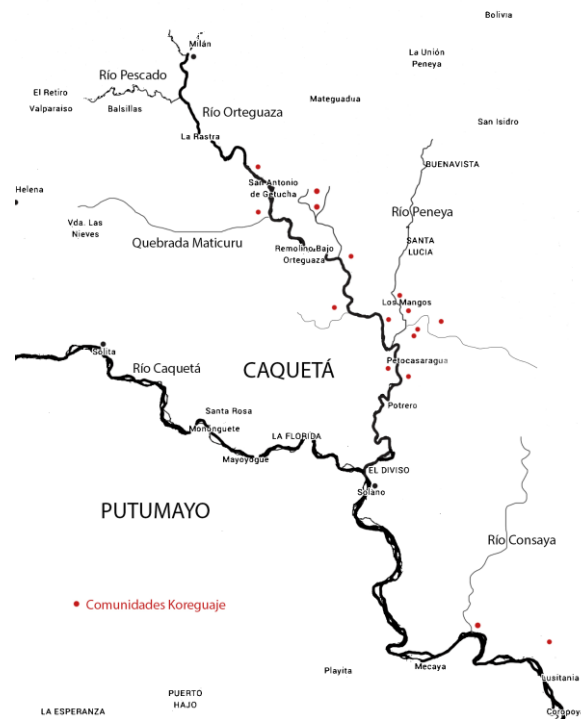 Bolivia
Milán
La Unión
Peneya
Río Pescado
El Retiro
Mateguadua
Valparaiso
Balsillas
Río Orteguaza
San Isidro
La Rastra
BUENAVISTA
San Antonio
de Getucha
Helena
Río Peneya
Vda. Las
Nieves
Quebrada Maticuru
SANTA
LUCIA
Remolino Bajo
Orteguaza
Los Mangos
Solita
Petocasaragua
Río Caquetá
CAQUETÁ
Santa Rosa
Potrero
Mononguete
LA FLORIDA
Mayoyogue
EL DIVISO
Solano
PUTUMAYO
Río Consaya
Comunidades Koreguaje
Playita
Mecaya
Lusitania
PUERTO
HAJO
LA ESPERANZA